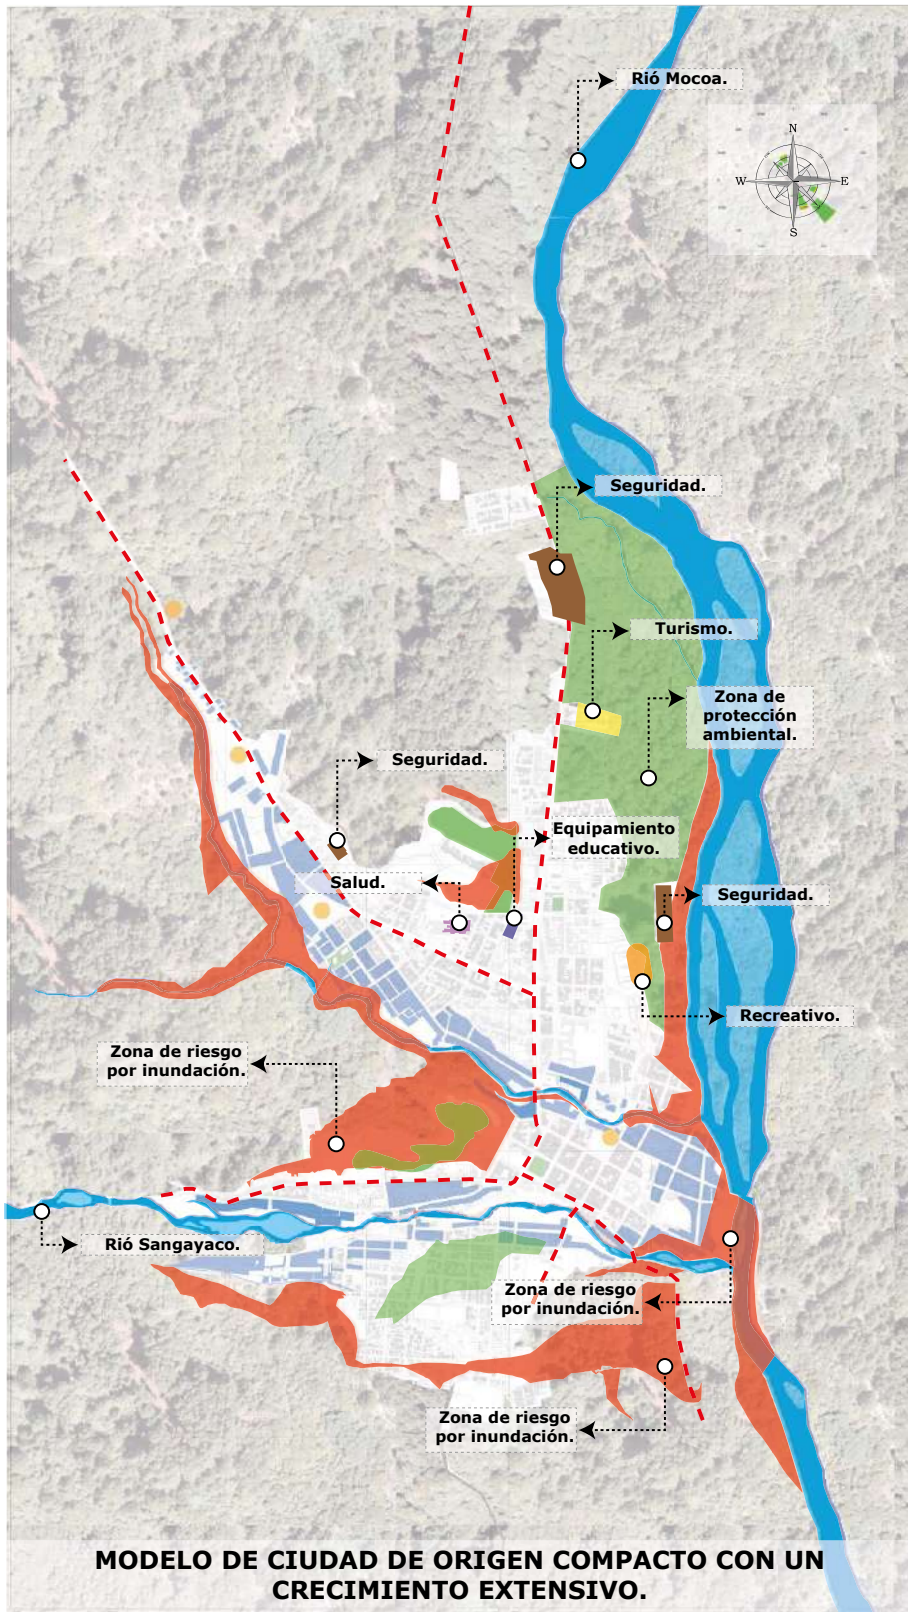 Rió Mocoa.
N
W
E
S
Seguridad.
Turismo.
Zona de
protección
ambiental.
Seguridad.
Equipamiento
educativo.
Salud.
Seguridad.
Recreativo.
Zona de riesgo
por inundación.
Rió Sangayaco.
Zona de riesgo
por inundación.
Zona de riesgo
por inundación.
MODELO DE CIUDAD DE ORIGEN COMPACTO CON UN
CRECIMIENTO EXTENSIVO.